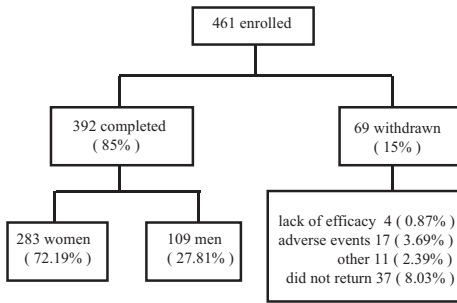 461 enrolled
392 completed
( 85% )
69 withdrawn
( 15% )
283 women
( 72.19% )
109 men
( 27.81% )
lack of efficacy 4 ( 0.87% )
adverse events 17 ( 3.69% )
other 11 ( 2.39% )
did not return 37 ( 8.03% )